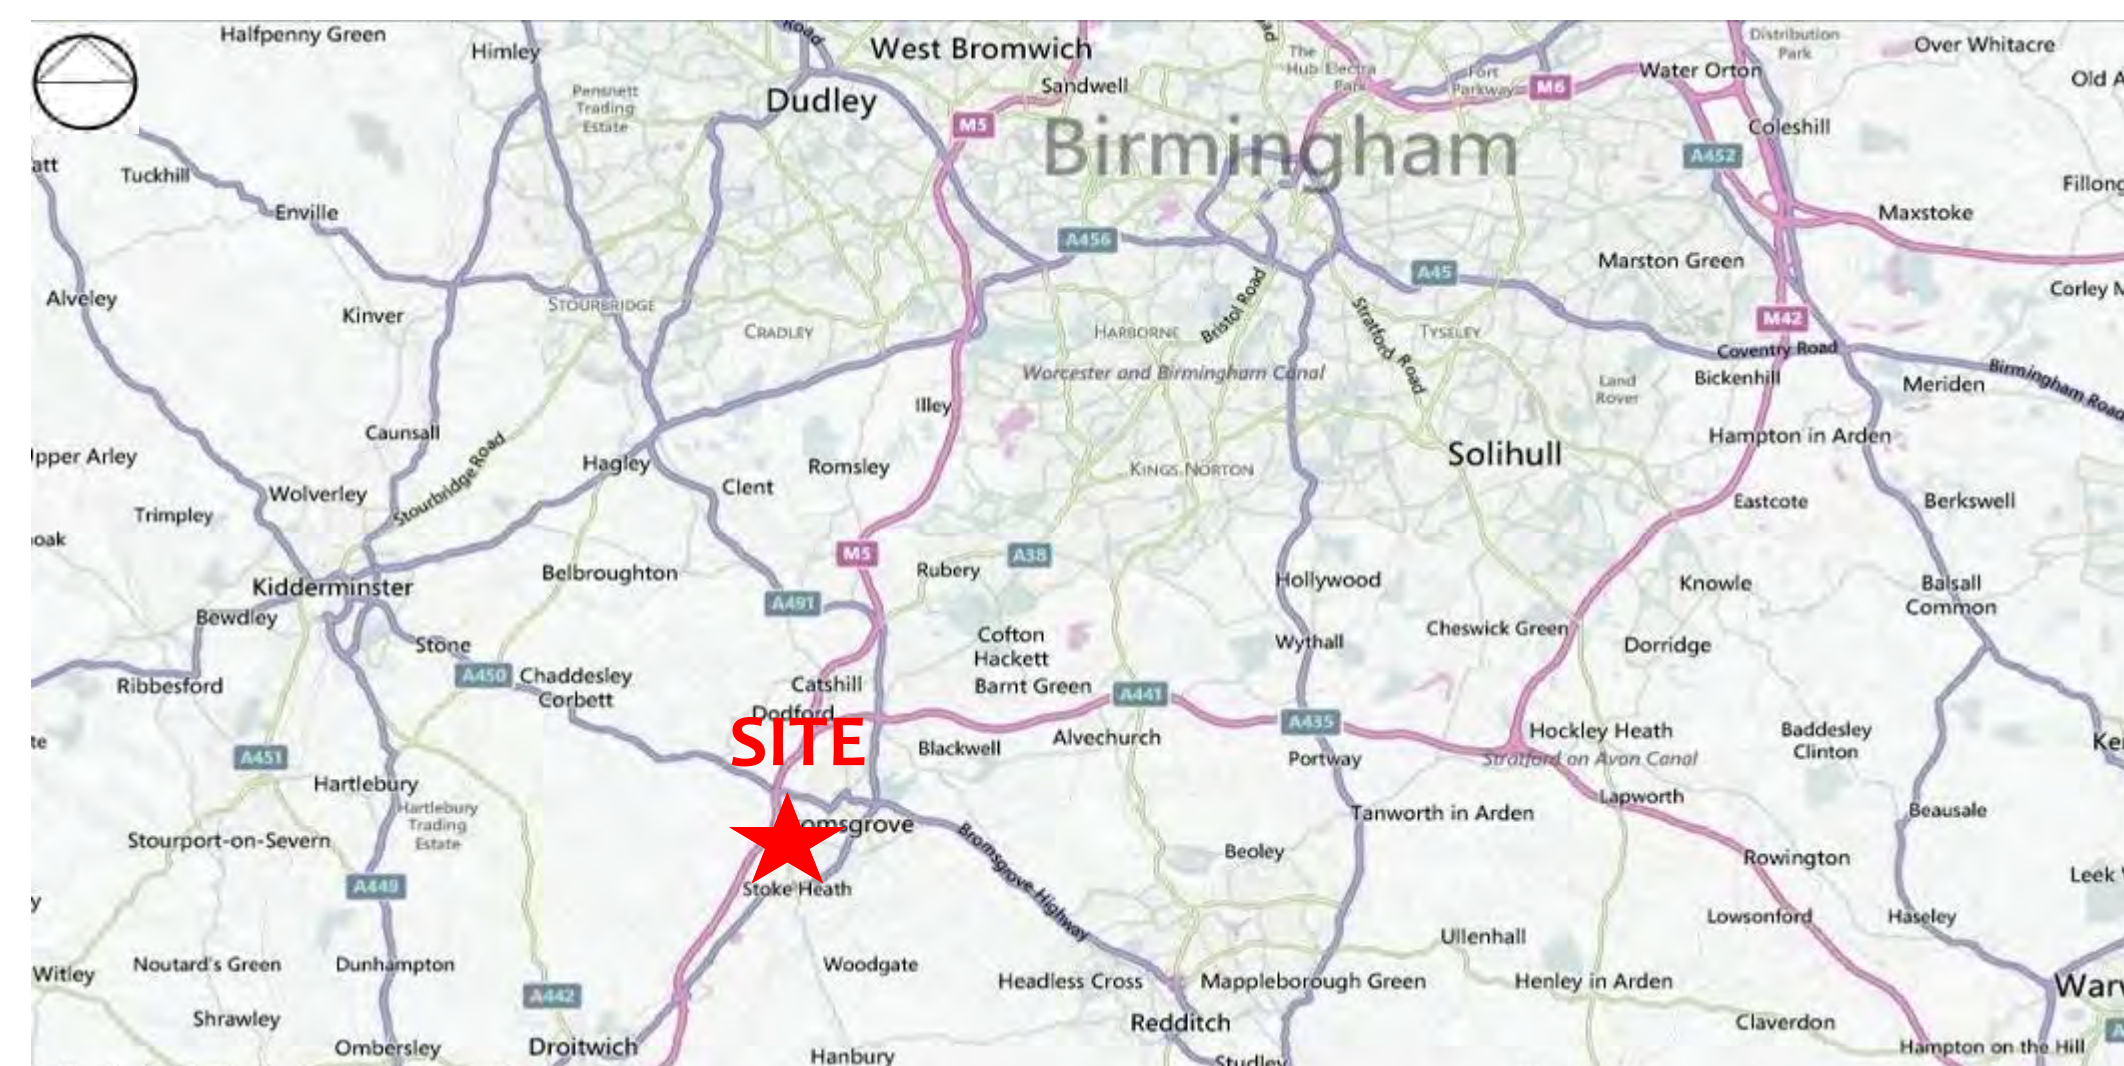 Halfpenny Green
Himley
Road
West Bromwich
Sandwell
The
Hub Electra
Park
Fort
Parkway
M6
Water Orton
Distribution
Park
Over Whitacre
Pensnett
Trading
Estate
Dudley
M5
Birmingham
Coleshill
A452
Tuckhill
Enville
Maxstoke
A456
Marston Green
A45
Alveley
Kinver
STOURBRIDGE
CRADLEY
HARBORNE
Bristol Road
Stratford Road
TYSELEY
M42
Coventry Road
Birmingham Road
Worcester and Birmingham Canal
Land
Rover
Bickenhill
Meriden
Illey
Caunsall
Stourbridge Road
Hagley
Romsley
Clent
KINGS NORTON
Solihull
Hampton in Arden
Wolverley
Trimpley
Eastcote
Berkswell
M5
Rubery
A38
Belbroughton
A491
Kidderminster
Bewdley
Hollywood
Knowle
Balsall
Common
Stone
A450
Chaddesley
Corbett
Ribbesford
Catshill
Cofton
Hackett
Barnt Green
A441
Wythall
Cheswick Green
Dorridge
Dodford
SITE
Blackwell
Alvechurch
A435
Portway
Hockley Heath
Stratford on Avon Canal
Baddesley
Clinton
A451
Hartlebury
Hartlebury
Trading
Estate
Lapworth
Tanworth in Arden
Beausale
Stourport-on-Severn
omsgrove
Bromsgrove Highway
Beoley
Rowington
A449
Stoke Heath
Lowsonford
Haseley
Ullenhall
Witley
Noutard's Green
Dunhampton
Woodgate
Headless Cross
Mappleborough Green
Henley in Arden
A442
Shrawley
Redditch
Claverdon
Ombersley
Droitwich
Hanbury
Studley
Hampton on the Hill